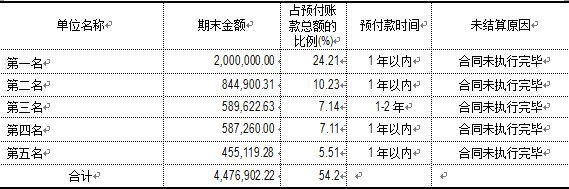 单位名称 期末金额 占预付账款总额的比例(%) 预付款时间 未结算原因
第一名 2,000,000.00 24.21 1 年以内 合同未执行完毕
第二名 844,900.31 10.23 1 年以内 合同未执行完毕
第三名 589,622.63 7.14 1-2 年 合同未执行完毕
第四名 587,260.00 7.11 1 年以内 合同未执行完毕
第五名 455,119.28 5.51 1 年以内 合同未执行完毕
合计 4,476,902.22 54.2